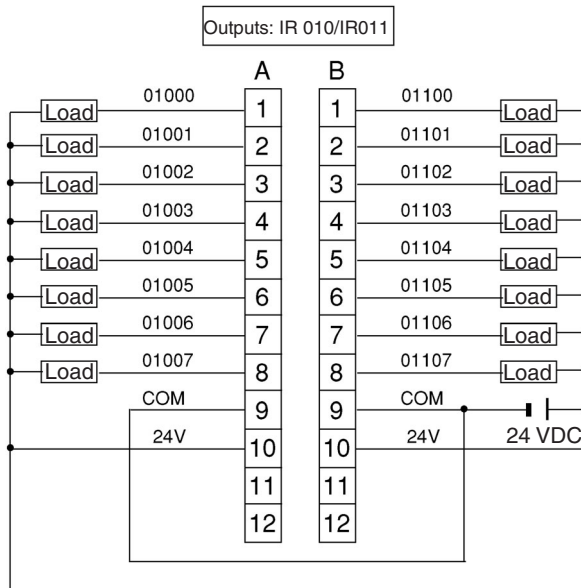 Outputs: IR 010/IR011
A B
Load 01000 1 1 01100 Load
Load 01001 2 2 01101 Load
Load 01002 3 3 01102 Load
Load 01003 4 4 01103 Load
Load 01004 5 5 01104 Load
Load 01005 6 6 01105 Load
Load 01006 7 7 01106 Load
Load 01007 8 8 01107 Load
COM 9 9 COM
24V 10 10 24V 24 VDC
11 11
12 12